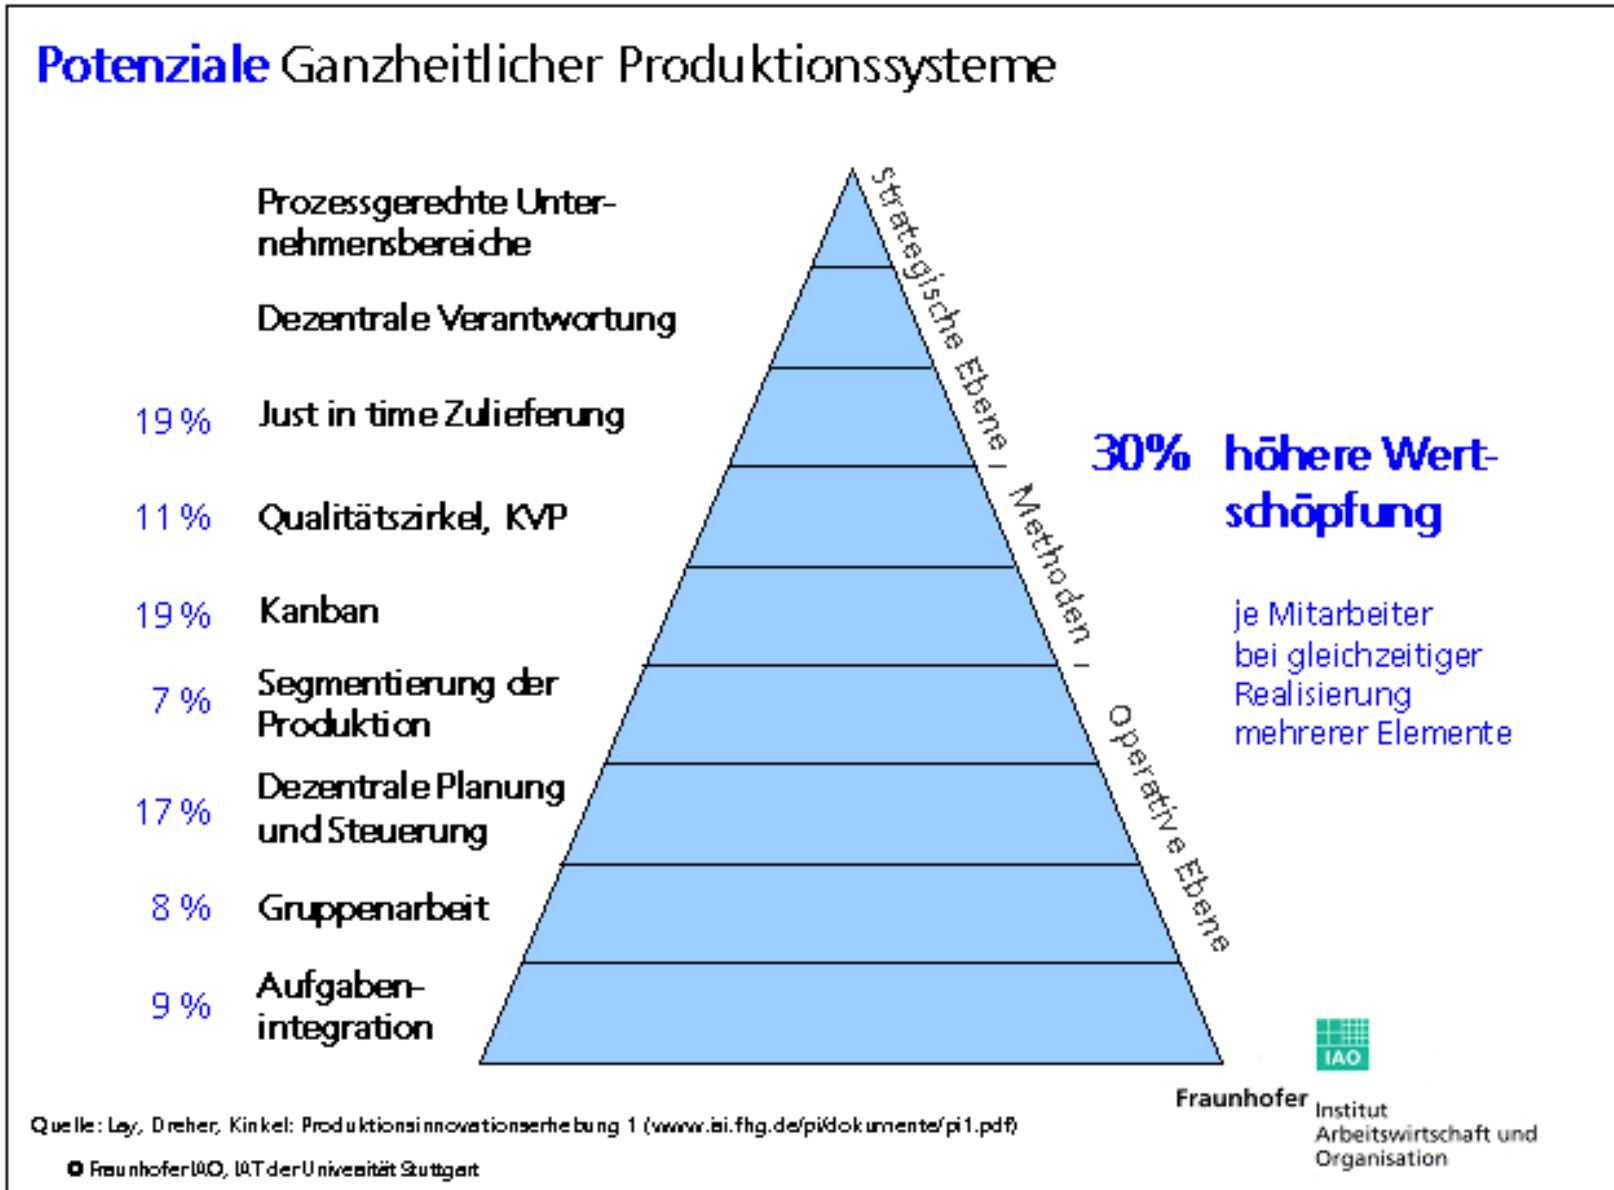 Potenziale Ganzheitlicher Produktionssysteme
Prozessgerechte Unter-
nehmensbereiche
Dezentrale Verantwortung
19 % Just in time Zulieferung
11 % Qualitätszirkel, KVP
19 % Kanban
7 % Segmentierung der
Produktion
17 % Dezentrale Planung
und Steuerung
8 % Gruppenarbeit
9 % Aufgaben-
integration
Strategische Ebene / Methoden / Operative Ebene
30% höhere Wert-
schöpfung
je Mitarbeiter
bei gleichzeitiger
Realisierung
mehrerer Elemente
IAO
Fraunhofer Institut
Arbeitswirtschaft und
Organisation
Quelle: Lay, Dreher, Kinkel: Produktionsinnovationserhebung 1 (www.isi.fhg.de/pi/dokumente/pi1.pdf)
© Fraunhofer IAO, IAT der Universität Stuttgart